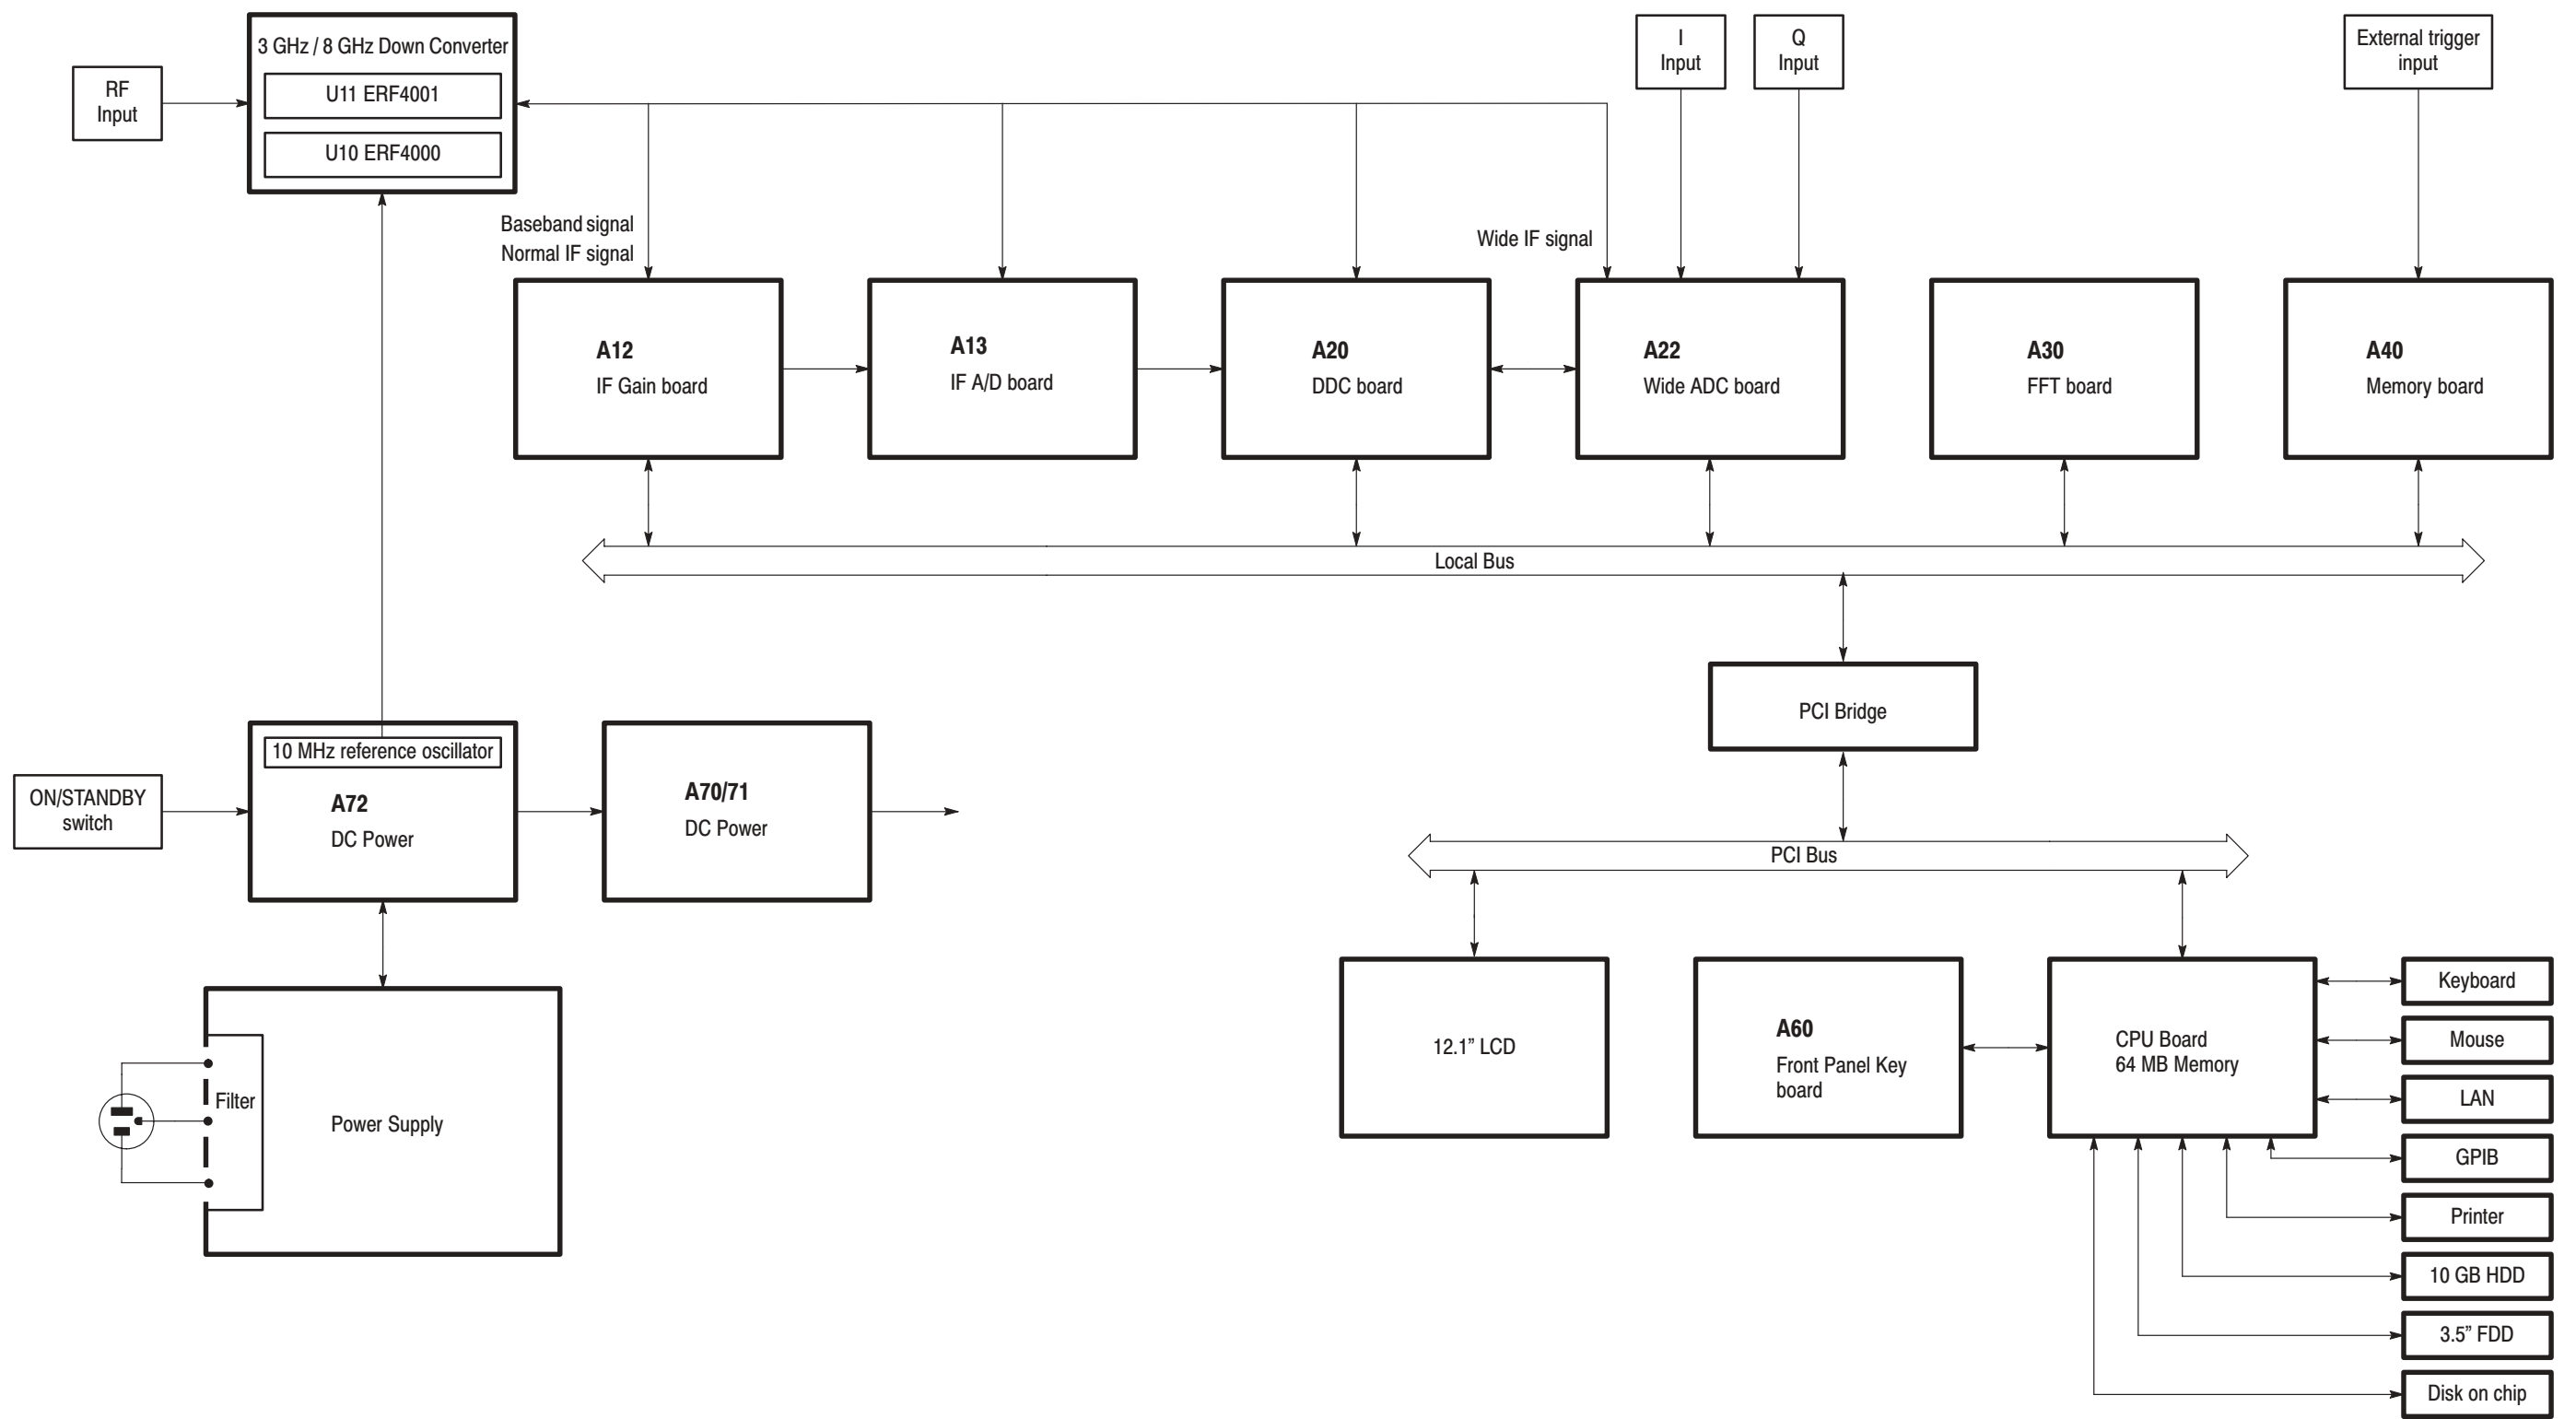 3 GHz / 8 GHz Down Converter
U11 ERF4001
U10 ERF4000
RF
Input
I
Input
Q
Input
External trigger
input
Baseband signal
Normal IF signal
Wide IF signal
A12
IF Gain board
A13
IF A/D board
A20
DDC board
A22
Wide ADC board
A30
FFT board
A40
Memory board
Local Bus
PCI Bridge
10 MHz reference oscillator
A72
DC Power
ON/STANDBY
switch
A70/71
DC Power
PCI Bus
Filter
Power Supply
12.1” LCD
A60
Front Panel Key
board
CPU Board
64 MB Memory
Keyboard
Mouse
LAN
GPIB
Printer
10 GB HDD
3.5” FDD
Disk on chip